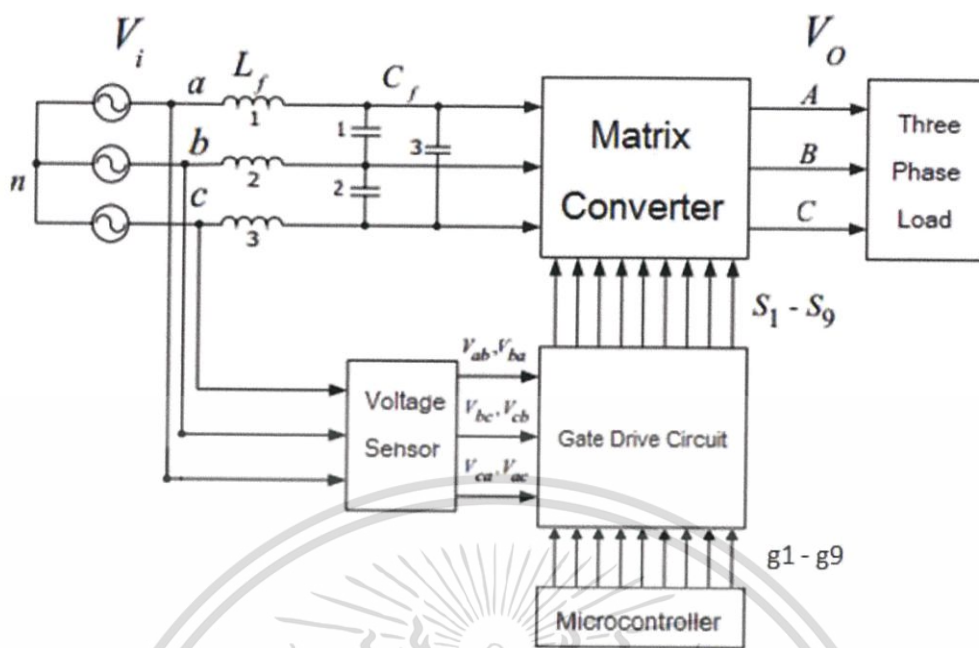 V_i
V_O
a
L_f
C_f
A
1
1
3
b
B
2
2
n
c
C
3
Matrix
Converter
Three
Phase
Load
S_1 - S_9
Voltage
Sensor
V_ab, V_ba
V_bc, V_cb
V_ca, V_ac
Gate Drive Circuit
g1 - g9
Microcontroller